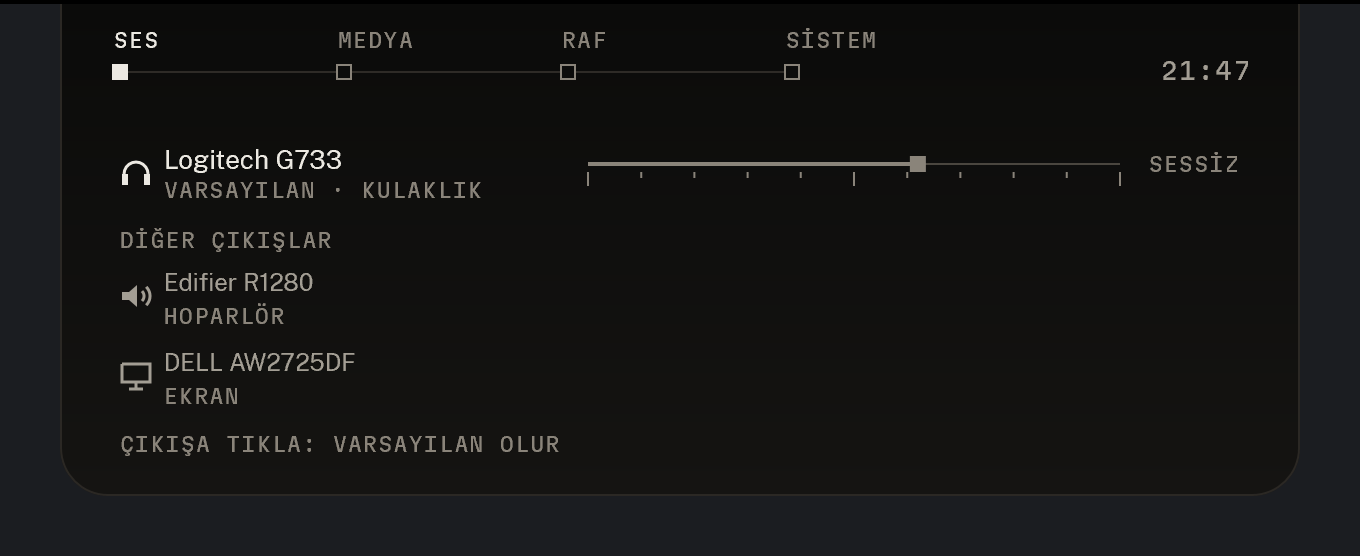 SES MEDYA RAF SİSTEM
21:47
Logitech G733
VARSAYILAN · KULAKLIK
SESSİZ
DİĞER ÇIKIŞLAR
Edifier R1280
HOPARLÖR
DELL AW2725DF
EKRAN
ÇIKIŞA TIKLA: VARSAYILAN OLUR